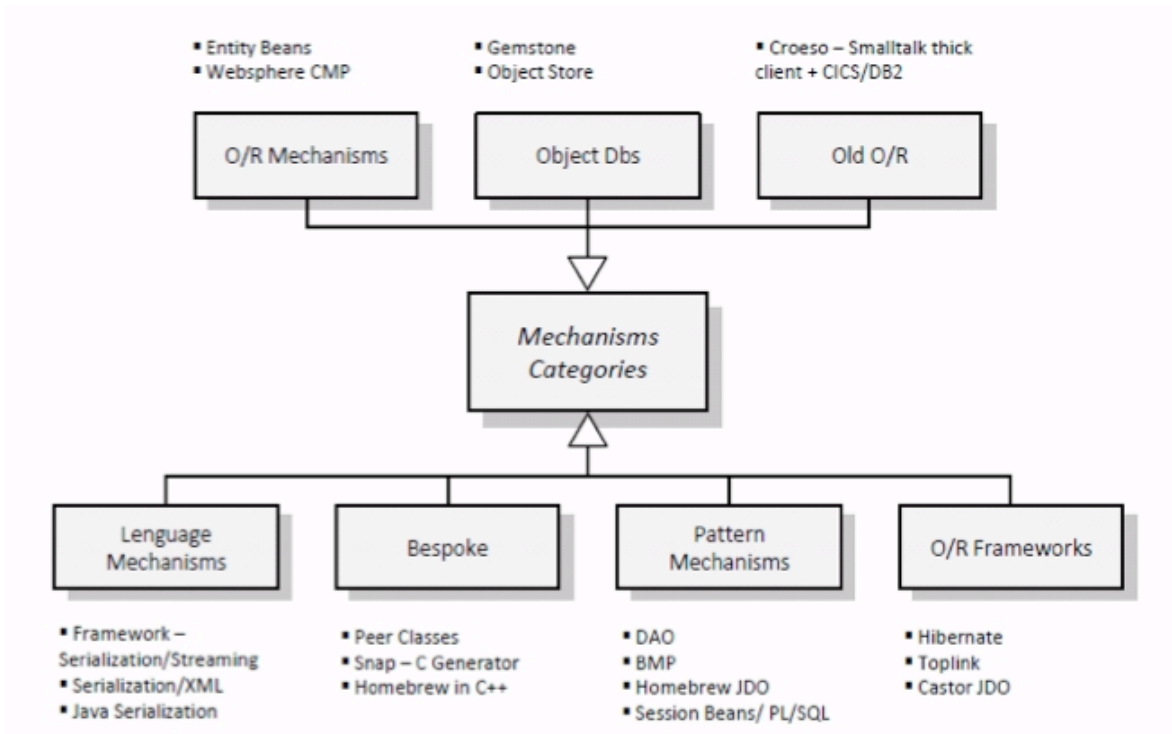 ▪ Entity Beans
▪ Websphere CMP
▪ Gemstone
▪ Object Store
▪ Croeso – Smalltalk thick
client + CICS/DB2
O/R Mechanisms
Object Dbs
Old O/R
Mechanisms
Categories
Lenguage
Mechanisms
Bespoke
Pattern
Mechanisms
O/R Frameworks
▪ Framework –
Serialization/Streaming
▪ Serialization/XML
▪ Java Serialization
▪ Peer Classes
▪ Snap – C Generator
▪ Homebrew in C++
▪ DAO
▪ BMP
▪ Homebrew JDO
▪ Session Beans/ PL/SQL
▪ Hibernate
▪ Toplink
▪ Castor JDO